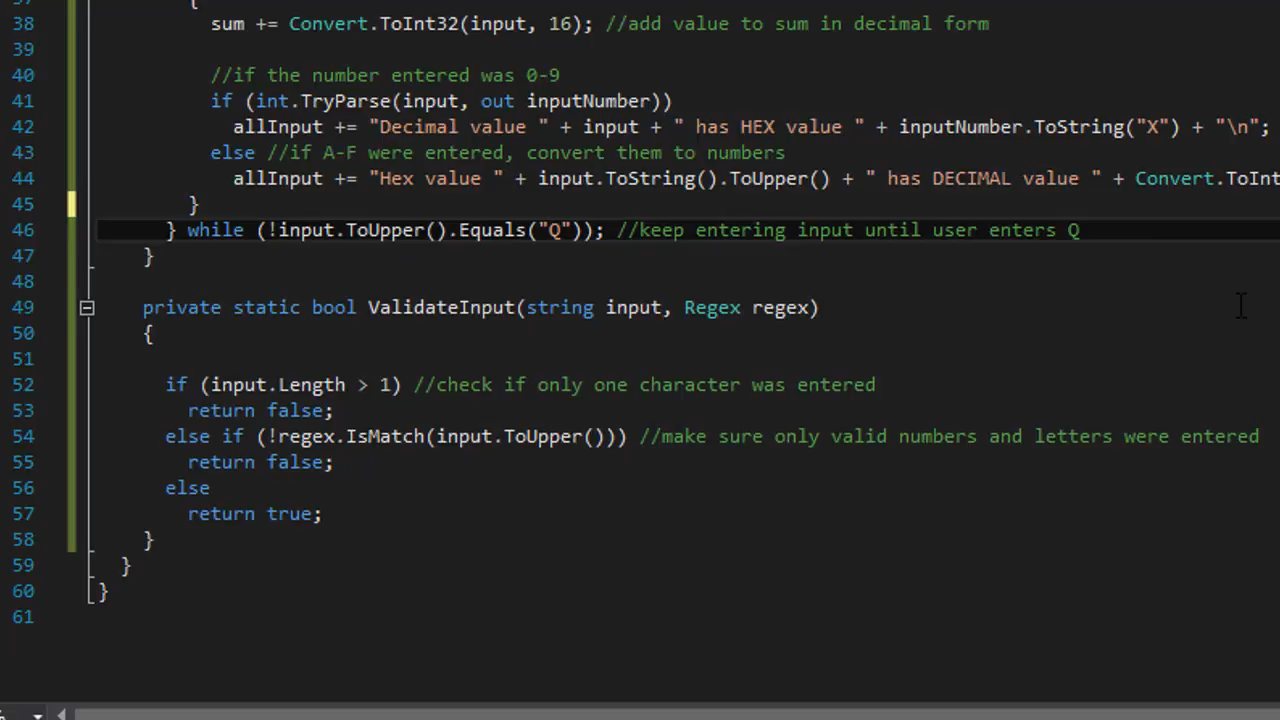 38 sum += Convert.ToInt32(input, 16); //add value to sum in decimal form
39
40 //if the number entered was 0-9
41 if (int.TryParse(input, out inputNumber))
42 allInput += "Decimal value " + input + " has HEX value " + inputNumber.ToString("X") + "\n";
43 else //if A-F were entered, convert them to numbers
44 allInput += "Hex value " + input.ToString().ToUpper() + " has DECIMAL value " + Convert.ToInt
45 }
46 } while (!input.ToUpper().Equals("Q")); //keep entering input until user enters Q
47 }
48
49 private static bool ValidateInput(string input, Regex regex)
50 {
51
52 if (input.Length > 1) //check if only one character was entered
53 return false;
54 else if (!regex.IsMatch(input.ToUpper())) //make sure only valid numbers and letters were entered
55 return false;
56 else
57 return true;
58 }
59 }
60 }
61